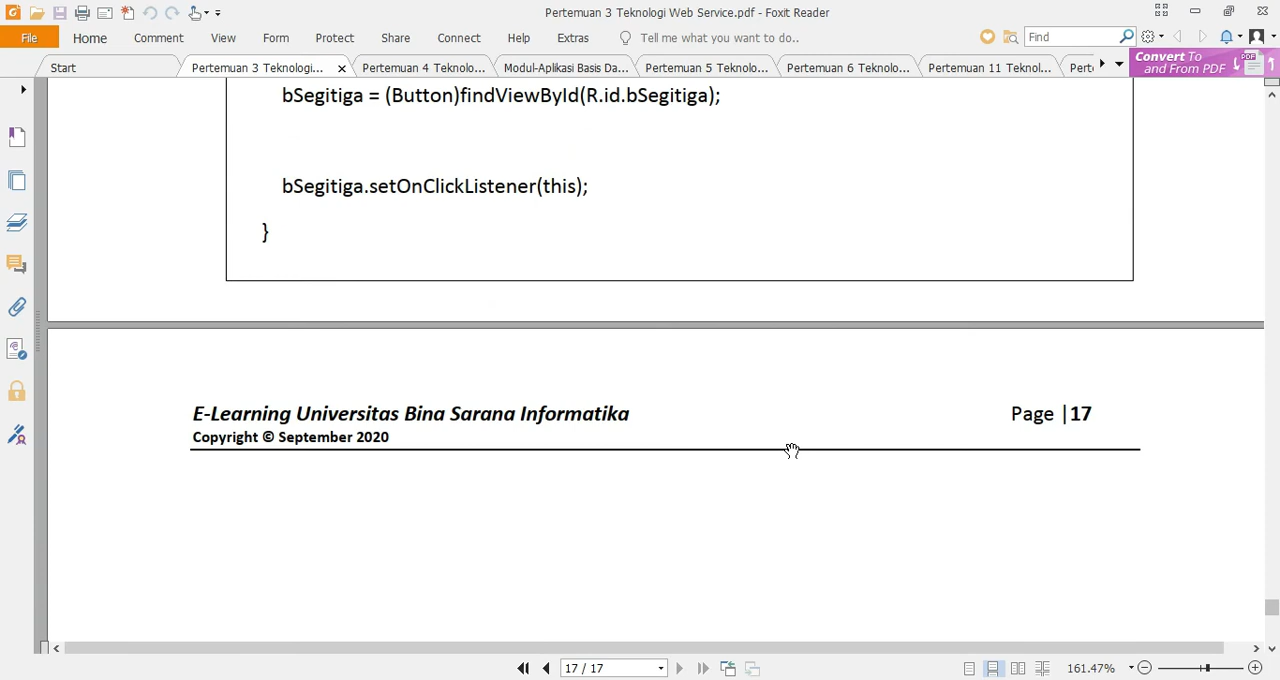 Pertemuan 3 Teknologi Web Service.pdf - Foxit Reader
File Home Comment View Form Protect Share Connect Help Extras Tell me what you want to do.. Find
Start Pertemuan 3 Teknologi... Pertemuan 4 Teknolo... Modul-Aplikasi Basis Da... Pertemuan 5 Teknolo... Pertemuan 6 Teknolo... Pertemuan 11 Teknol... Perte
Convert To
and From PDF
PDF
bSegitiga = (Button)findViewById(R.id.bSegitiga);
bSegitiga.setOnClickListener(this);
}
E-Learning Universitas Bina Sarana Informatika Page |17
Copyright © September 2020
17 / 17 161.47%